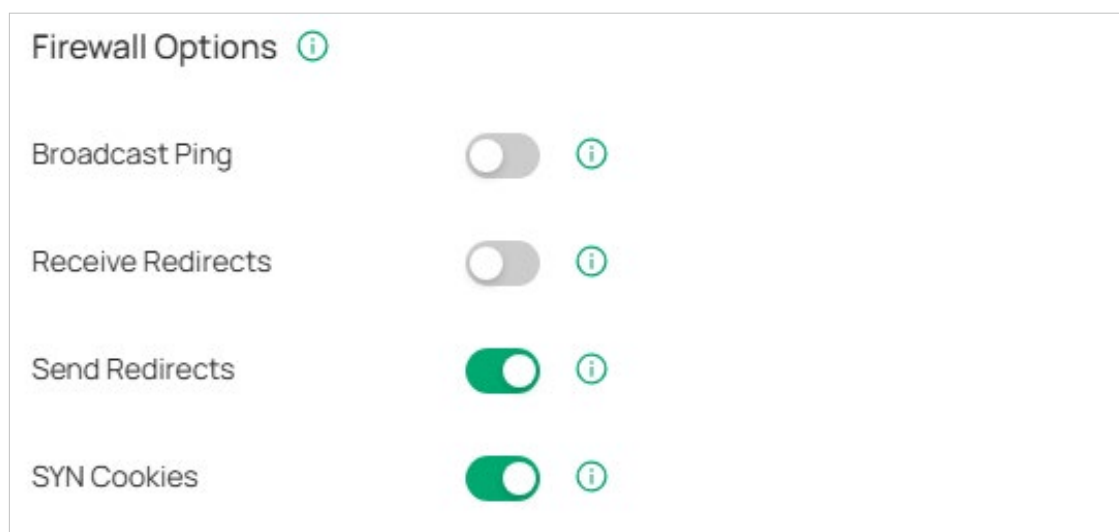 Firewall Options
Broadcast Ping
Receive Redirects
Send Redirects
SYN Cookies